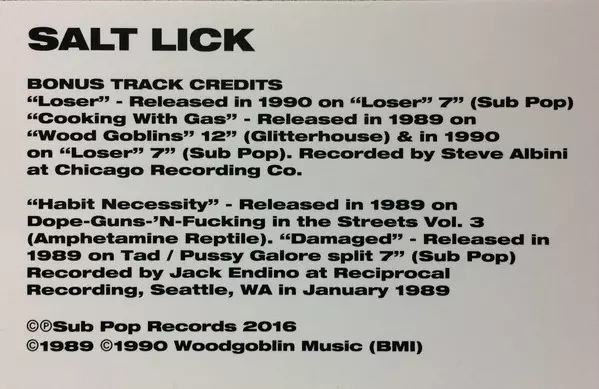 SALT LICK
BONUS TRACK CREDITS
“Loser” - Released in 1990 on “Loser” 7” (Sub Pop)
“Cooking With Gas” - Released in 1989 on
“Wood Goblins” 12” (Glitterhouse) & in 1990
on “Loser” 7” (Sub Pop). Recorded by Steve Albini
at Chicago Recording Co.
“Habit Necessity” - Released in 1989 on
Dope-Guns-’N-Fucking in the Streets Vol. 3
(Amphetamine Reptile). “Damaged” - Released in
1989 on Tad / Pussy Galore split 7” (Sub Pop)
Recorded by Jack Endino at Reciprocal
Recording, Seattle, WA in January 1989
©℗Sub Pop Records 2016
©1989 ©1990 Woodgoblin Music (BMI)